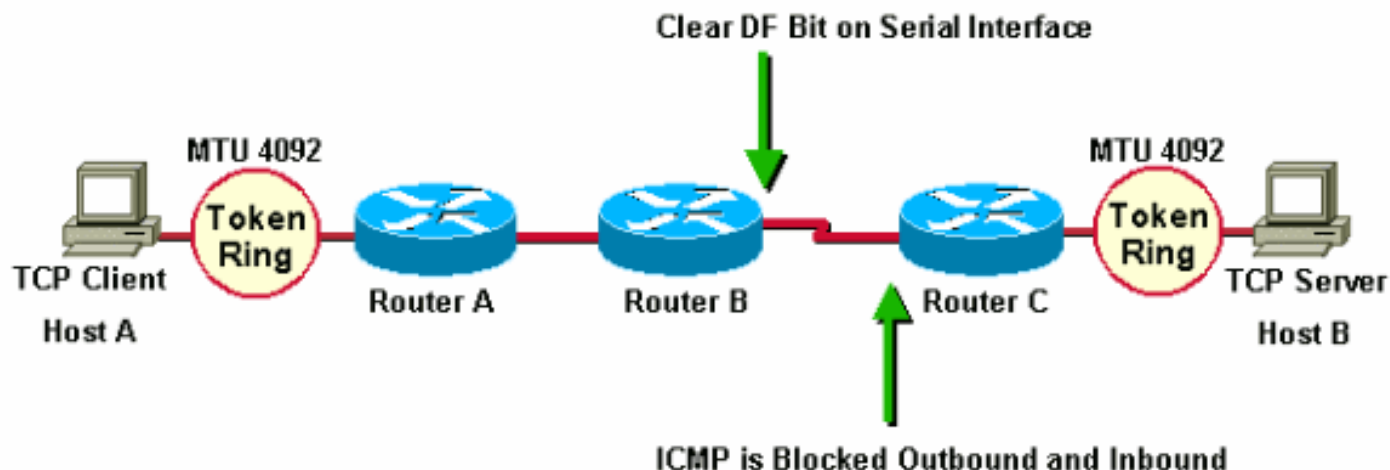 Clear DF Bit on Serial Interface
MTU 4092
MTU 4092
Token
Ring
Token
Ring
TCP Client
Router A
Router B
Router C
TCP Server
Host A
Host B
ICMP is Blocked Outbound and Inbound